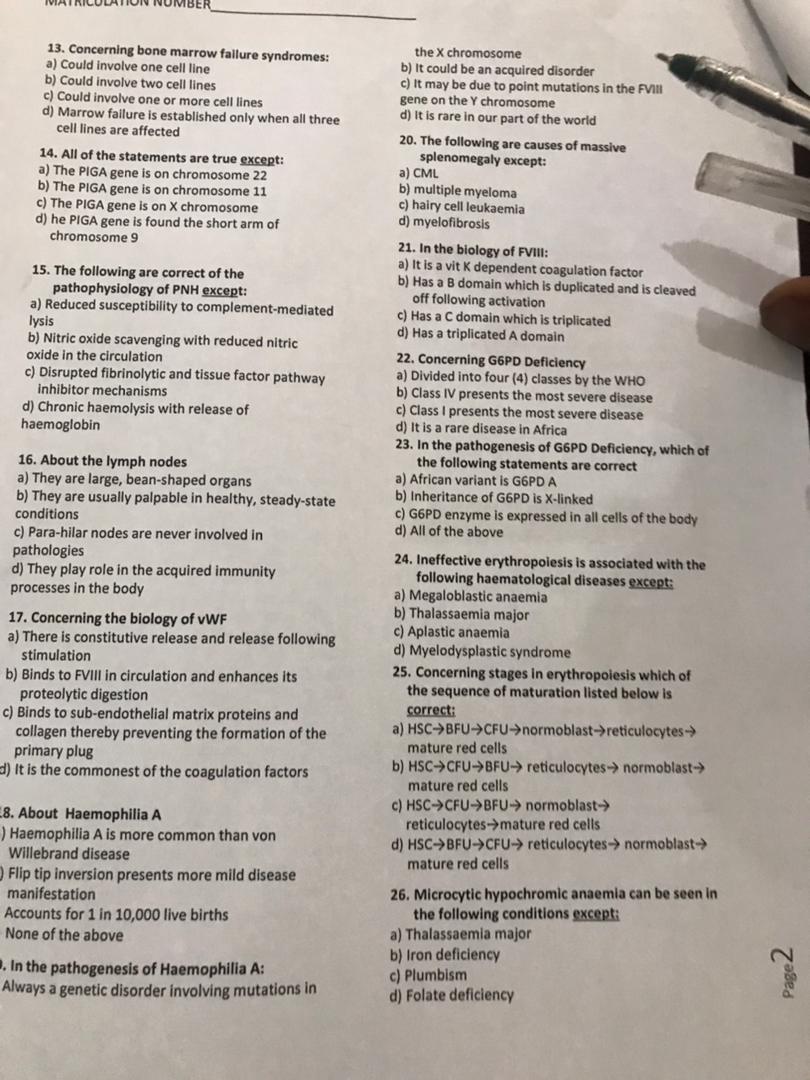 MATRICULATION NUMBER
13. Concerning bone marrow failure syndromes:
a) Could involve one cell line
b) Could involve two cell lines
c) Could involve one or more cell lines
d) Marrow failure is established only when all three
cell lines are affected
14. All of the statements are true except:
a) The PIGA gene is on chromosome 22
b) The PIGA gene is on chromosome 11
c) The PIGA gene is on X chromosome
d) he PIGA gene is found the short arm of
chromosome 9
15. The following are correct of the
pathophysiology of PNH except:
a) Reduced susceptibility to complement-mediated
lysis
b) Nitric oxide scavenging with reduced nitric
oxide in the circulation
c) Disrupted fibrinolytic and tissue factor pathway
inhibitor mechanisms
d) Chronic haemolysis with release of
haemoglobin
16. About the lymph nodes
a) They are large, bean-shaped organs
b) They are usually palpable in healthy, steady-state
conditions
c) Para-hilar nodes are never involved in
pathologies
d) They play role in the acquired immunity
processes in the body
17. Concerning the biology of vWF
a) There is constitutive release and release following
stimulation
b) Binds to FVIII in circulation and enhances its
proteolytic digestion
c) Binds to sub-endothelial matrix proteins and
collagen thereby preventing the formation of the
primary plug
d) It is the commonest of the coagulation factors
8. About Haemophilia A
) Haemophilia A is more common than von
Willebrand disease
) Flip tip inversion presents more mild disease
manifestation
Accounts for 1 in 10,000 live births
None of the above
. In the pathogenesis of Haemophilia A:
Always a genetic disorder involving mutations in
the X chromosome
b) It could be an acquired disorder
c) It may be due to point mutations in the FVIII
gene on the Y chromosome
d) It is rare in our part of the world
20. The following are causes of massive
splenomegaly except:
a) CML
b) multiple myeloma
c) hairy cell leukaemia
d) myelofibrosis
21. In the biology of FVIII:
a) It is a vit K dependent coagulation factor
b) Has a B domain which is duplicated and is cleaved
off following activation
c) Has a C domain which is triplicated
d) Has a triplicated A domain
22. Concerning G6PD Deficiency
a) Divided into four (4) classes by the WHO
b) Class IV presents the most severe disease
c) Class I presents the most severe disease
d) It is a rare disease in Africa
23. In the pathogenesis of G6PD Deficiency, which of
the following statements are correct
a) African variant is G6PD A
b) Inheritance of G6PD is X-linked
c) G6PD enzyme is expressed in all cells of the body
d) All of the above
24. Ineffective erythropoiesis is associated with the
following haematological diseases except:
a) Megaloblastic anaemia
b) Thalassaemia major
c) Aplastic anaemia
d) Myelodysplastic syndrome
25. Concerning stages in erythropoiesis which of
the sequence of maturation listed below is
correct:
a) HSC→BFU→CFU→normoblast→reticulocytes→
mature red cells
b) HSC→CFU→BFU→ reticulocytes→ normoblast→
mature red cells
c) HSC→CFU→BFU→ normoblast→
reticulocytes→mature red cells
d) HSC→BFU→CFU→ reticulocytes→ normoblast→
mature red cells
26. Microcytic hypochromic anaemia can be seen in
the following conditions except:
a) Thalassaemia major
b) Iron deficiency
c) Plumbism
d) Folate deficiency
Page 2